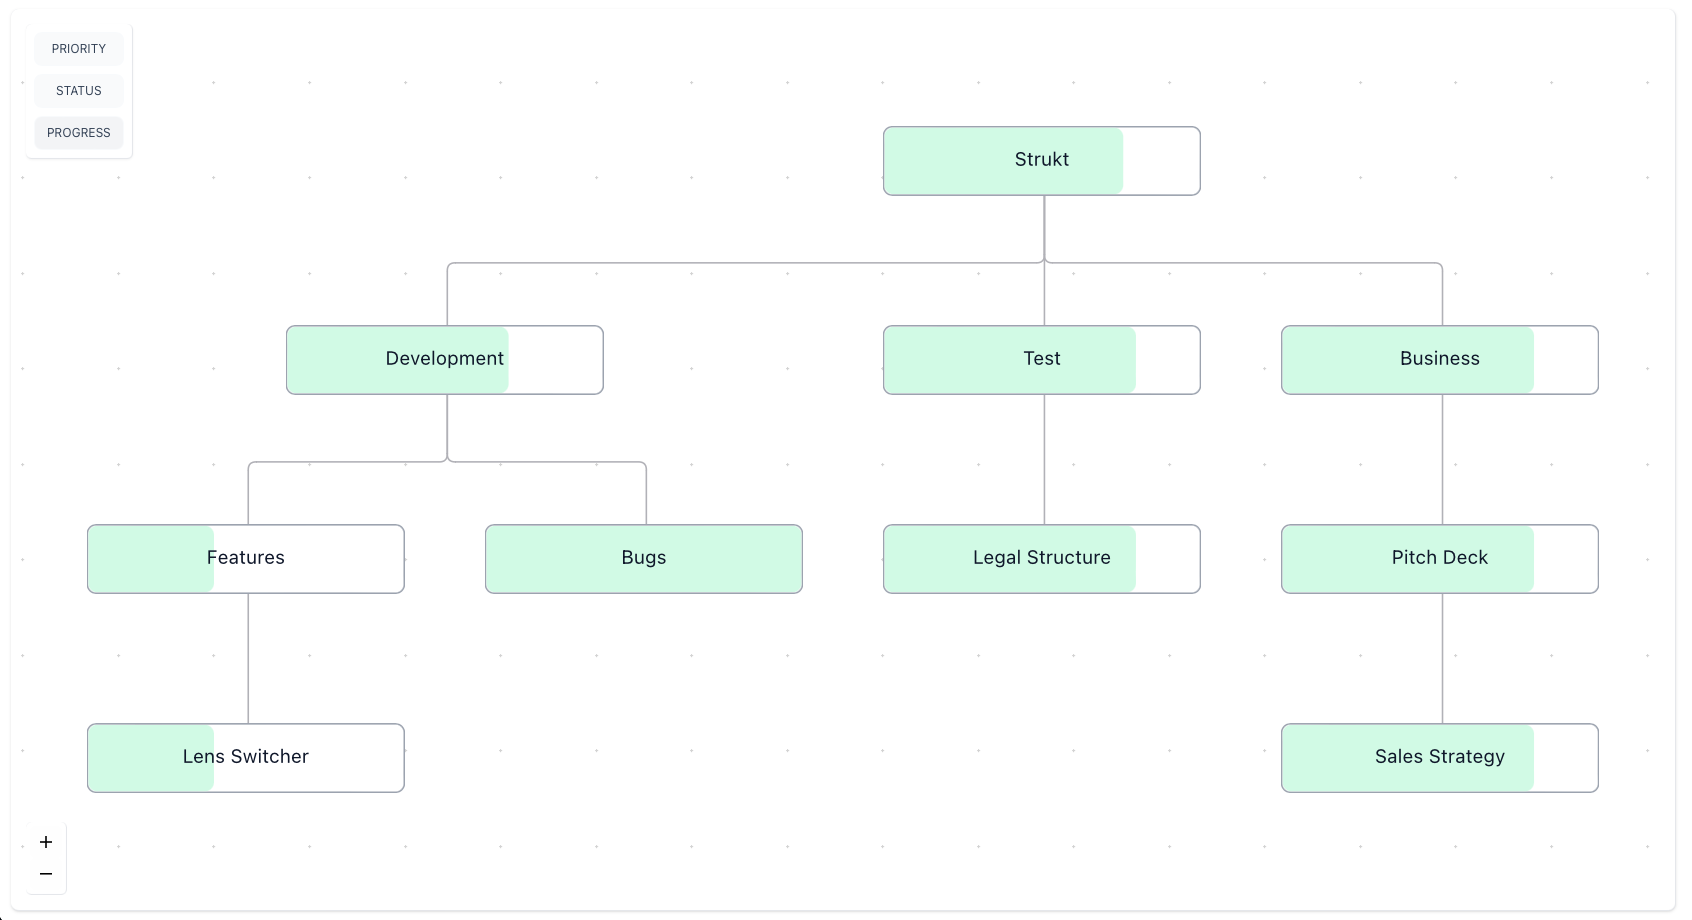 PRIORITY
STATUS
PROGRESS
Strukt
Development
Test
Business
Features
Bugs
Legal Structure
Pitch Deck
Lens Switcher
Sales Strategy
+
−